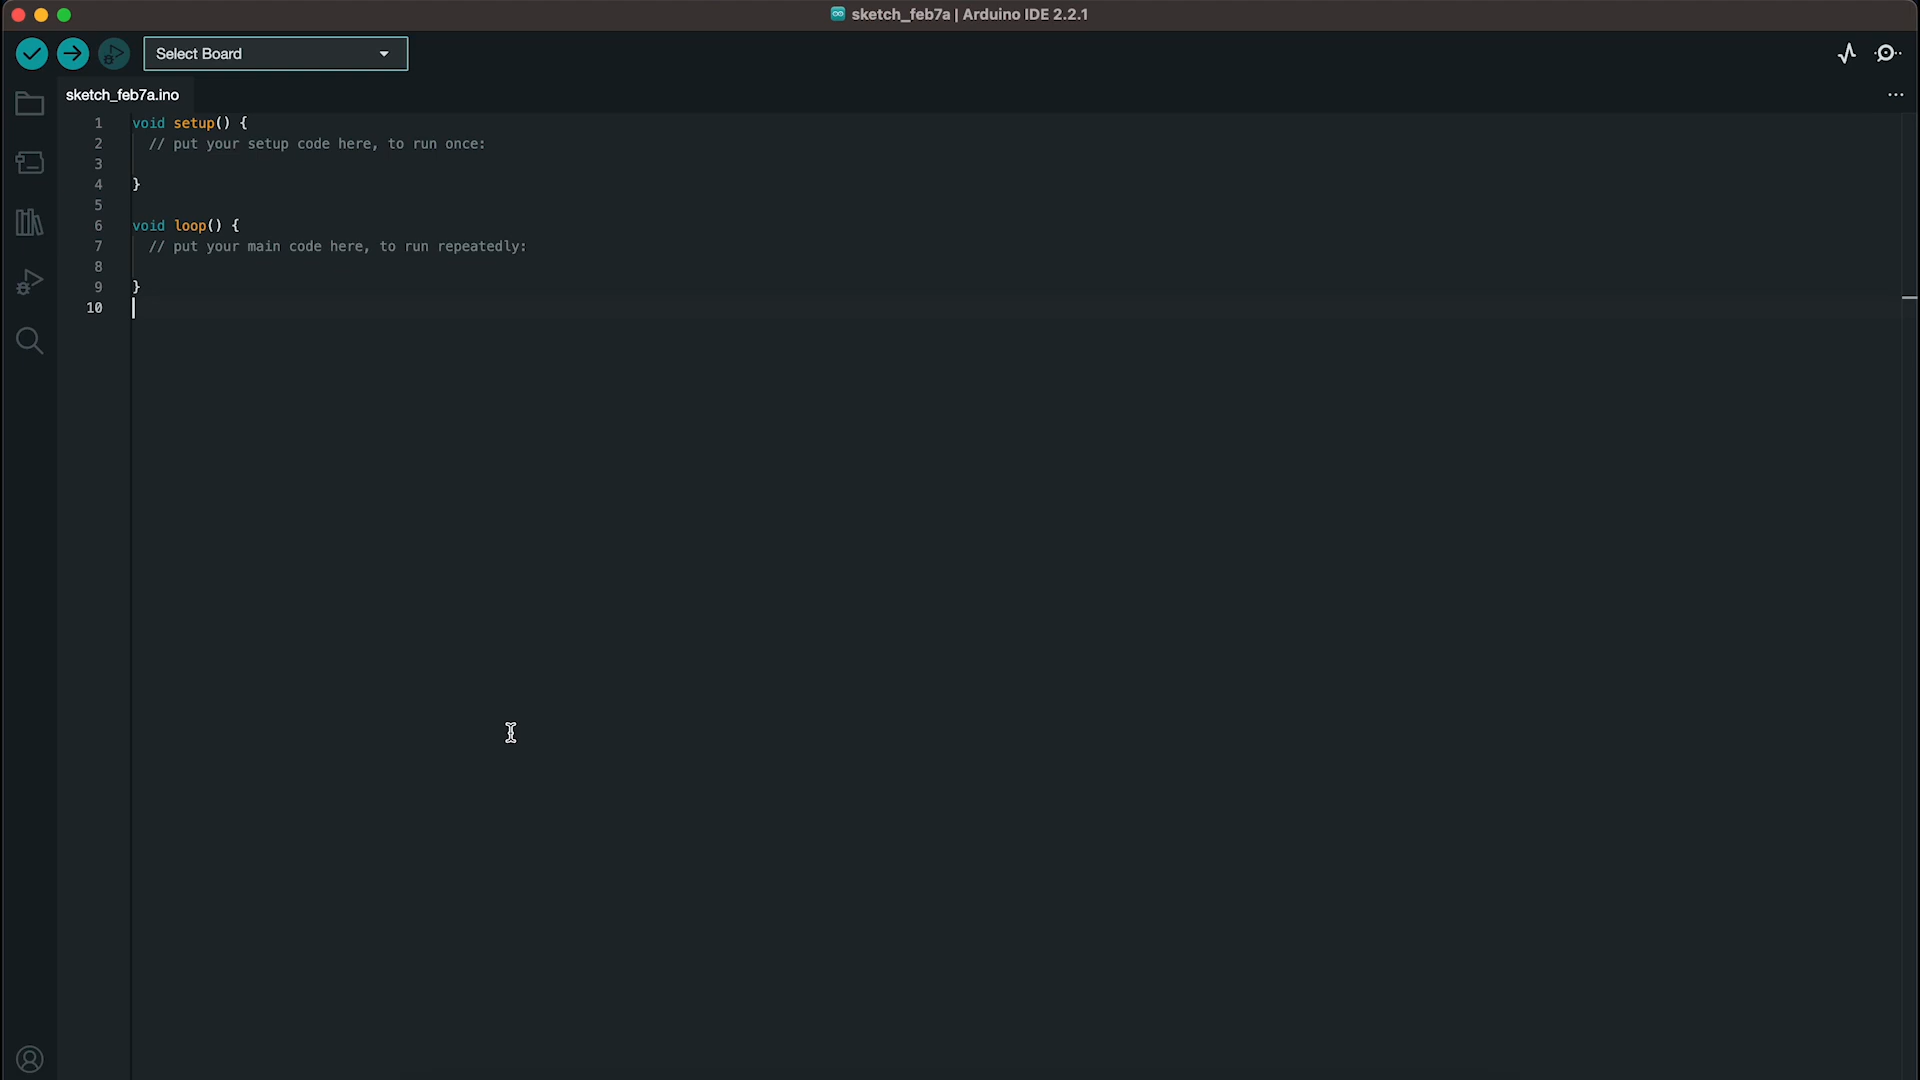 sketch_feb7a | Arduino IDE 2.2.1
Select Board
sketch_feb7a.ino
1 void setup() {
2 // put your setup code here, to run once:
3
4 }
5
6 void loop() {
7 // put your main code here, to run repeatedly:
8
9 }
10